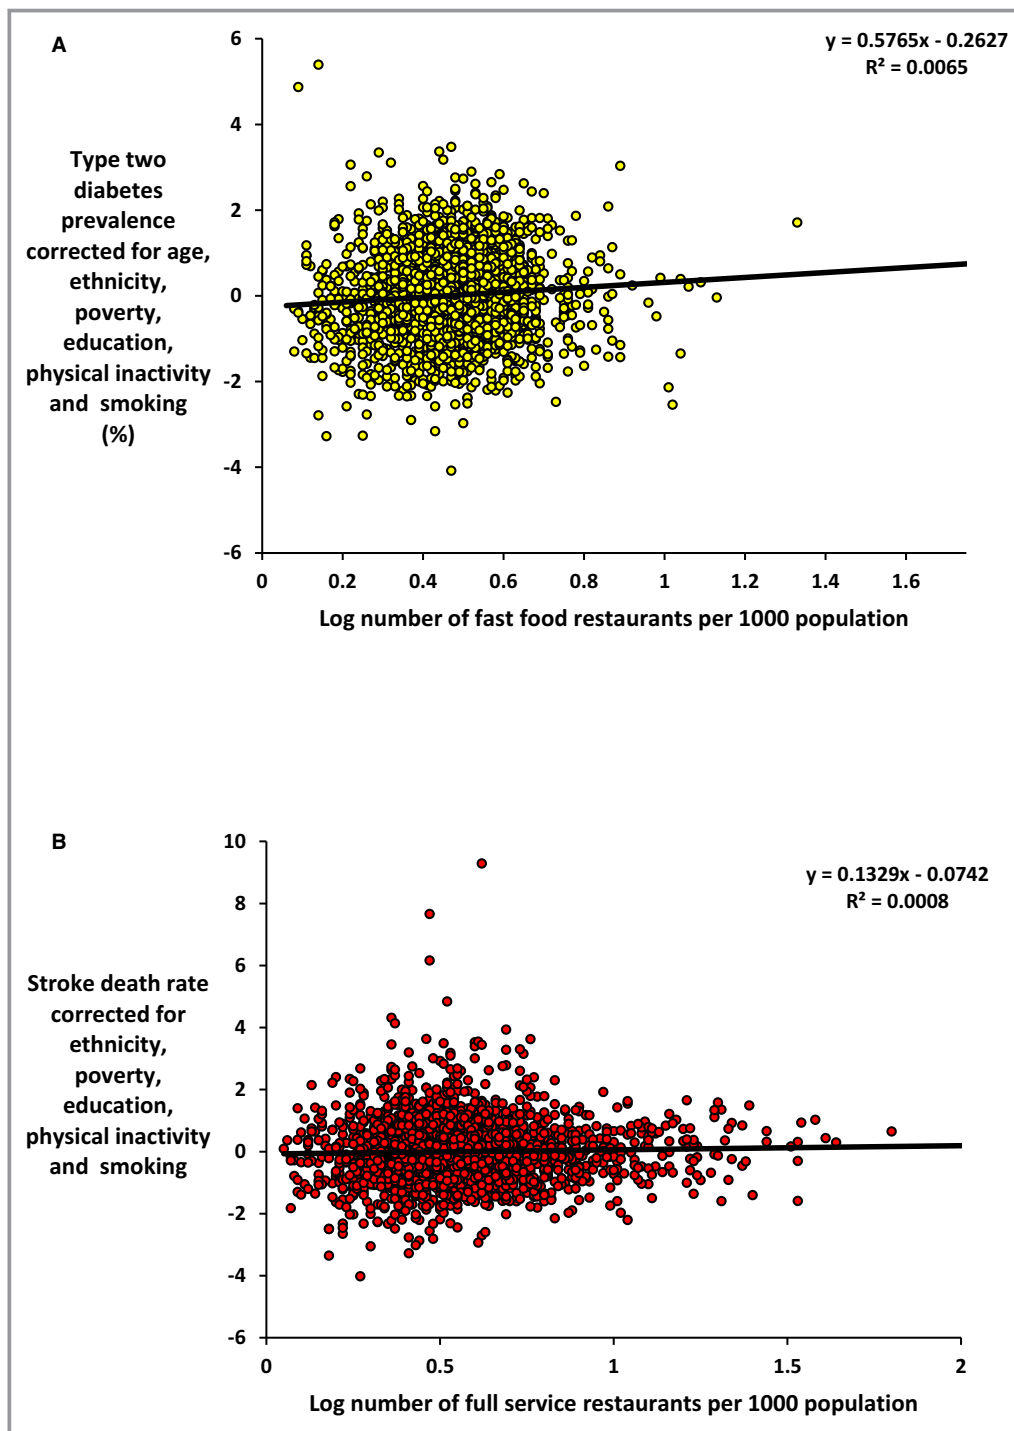 A
y = 0.5765x - 0.2627
R² = 0.0065
Type two
diabetes
prevalence
corrected for age,
ethnicity,
poverty,
education,
physical inactivity
and smoking
(%)
6
4
2
0
-2
-4
-6
0 0.2 0.4 0.6 0.8 1 1.2 1.4 1.6
Log number of fast food restaurants per 1000 population
B
y = 0.1329x - 0.0742
R² = 0.0008
Stroke death rate
corrected for
ethnicity,
poverty,
education,
physical inactivity
and smoking
10
8
6
4
2
0
-2
-4
-6
0 0.5 1 1.5 2
Log number of full service restaurants per 1000 population